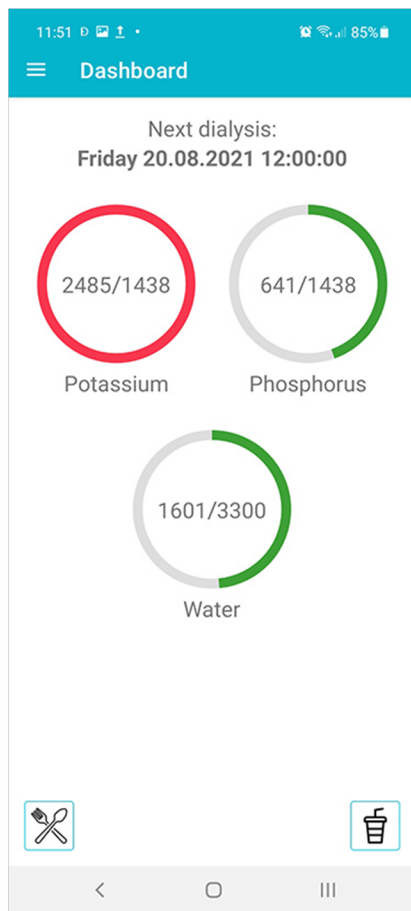 11:51 85%
Dashboard
Next dialysis:
Friday 20.08.2021 12:00:00
2485/1438
641/1438
Potassium
Phosphorus
1601/3300
Water